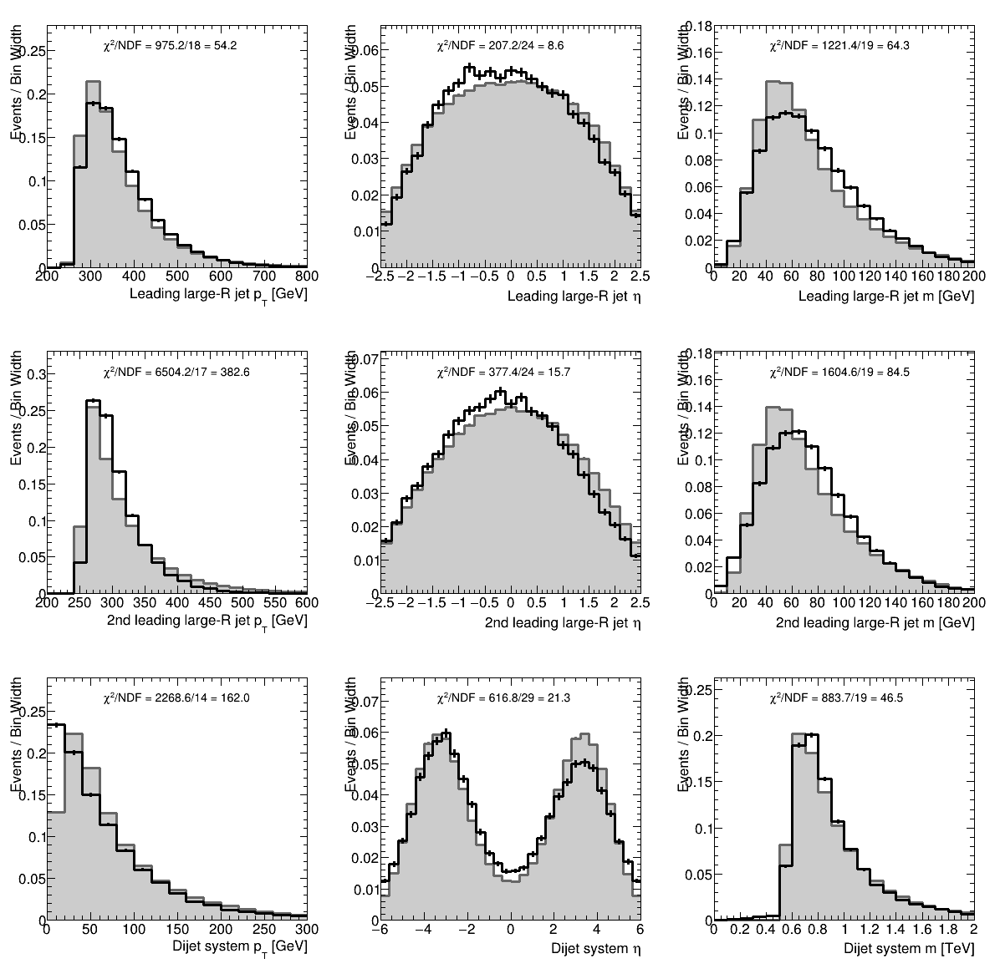 Events / Bin Width
χ²/NDF = 975.2/18 = 54.2
0.25
0.2
0.15
0.1
0.05
0
200 300 400 500 600 700 800
Leading large-R jet p_T [GeV]
Events / Bin Width
χ²/NDF = 207.2/24 = 8.6
0.06
0.05
0.04
0.03
0.02
0.01
0
−2.5 −2 −1.5 −1 −0.5 0 0.5 1 1.5 2 2.5
Leading large-R jet η
Events / Bin Width
χ²/NDF = 1221.4/19 = 64.3
0.18
0.16
0.14
0.12
0.1
0.08
0.06
0.04
0.02
0
0 20 40 60 80 100 120 140 160 180 200
Leading large-R jet m [GeV]
Events / Bin Width
χ²/NDF = 6504.2/17 = 382.6
0.3
0.25
0.2
0.15
0.1
0.05
0
200 250 300 350 400 450 500 550 600
2nd leading large-R jet p_T [GeV]
Events / Bin Width
χ²/NDF = 377.4/24 = 15.7
0.07
0.06
0.05
0.04
0.03
0.02
0.01
0
−2.5 −2 −1.5 −1 −0.5 0 0.5 1 1.5 2 2.5
2nd leading large-R jet η
Events / Bin Width
χ²/NDF = 1604.6/19 = 84.5
0.18
0.16
0.14
0.12
0.1
0.08
0.06
0.04
0.02
0
0 20 40 60 80 100 120 140 160 180 200
2nd leading large-R jet m [GeV]
Events / Bin Width
χ²/NDF = 2268.6/14 = 162.0
0.25
0.2
0.15
0.1
0.05
0
0 50 100 150 200 250 300
Dijet system p_T [GeV]
Events / Bin Width
χ²/NDF = 616.8/29 = 21.3
0.07
0.06
0.05
0.04
0.03
0.02
0.01
0
−6 −4 −2 0 2 4 6
Dijet system η
Events / Bin Width
χ²/NDF = 883.7/19 = 46.5
0.25
0.2
0.15
0.1
0.05
0
0 0.2 0.4 0.6 0.8 1 1.2 1.4 1.6 1.8 2
Dijet system m [TeV]